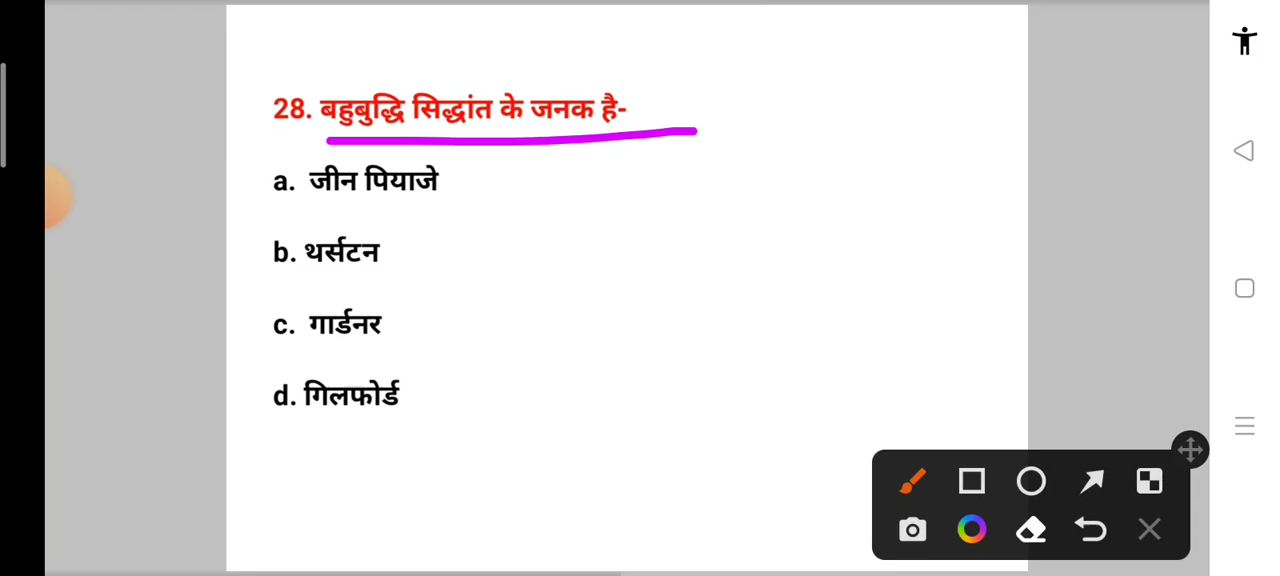 28. बहुबुद्धि सिद्धांत के जनक है-
a. जीन पियाजे
b. थर्सटन
c. गार्डनर
d. गिलफोर्ड